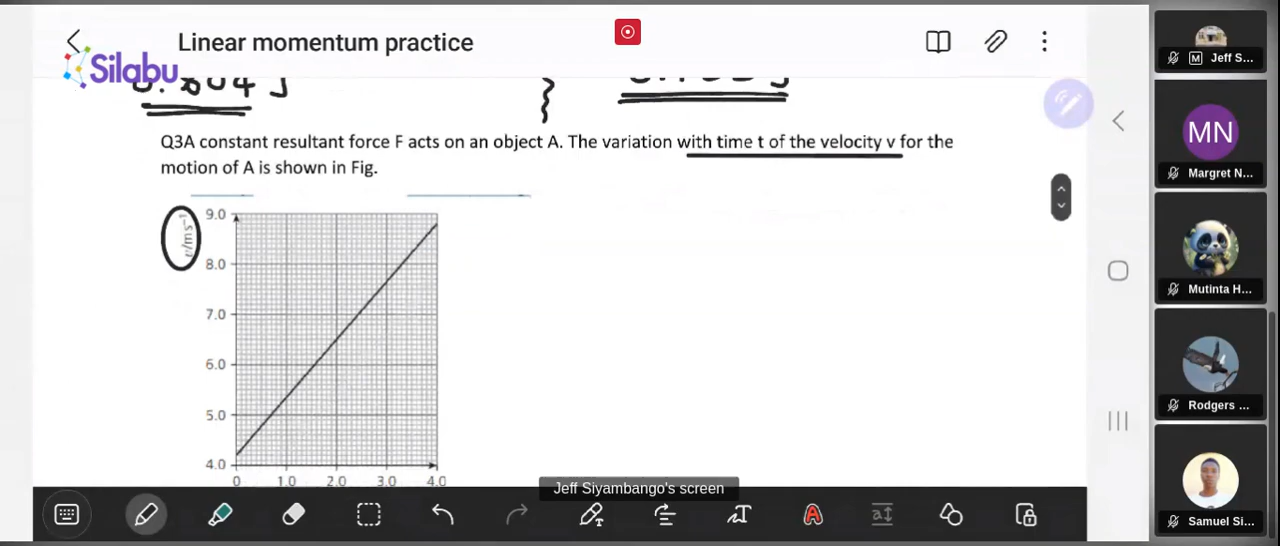 Linear momentum practice
Silabu
Q3A constant resultant force F acts on an object A. The variation with time t of the velocity v for the
motion of A is shown in Fig.
v/m s⁻¹
9.0
8.0
7.0
6.0
5.0
4.0
0 1.0 2.0 3.0 4.0
Jeff Siyambango's screen
M Jeff S...
MN
Margret N...
Mutinta H...
Rodgers ...
Samuel Si...